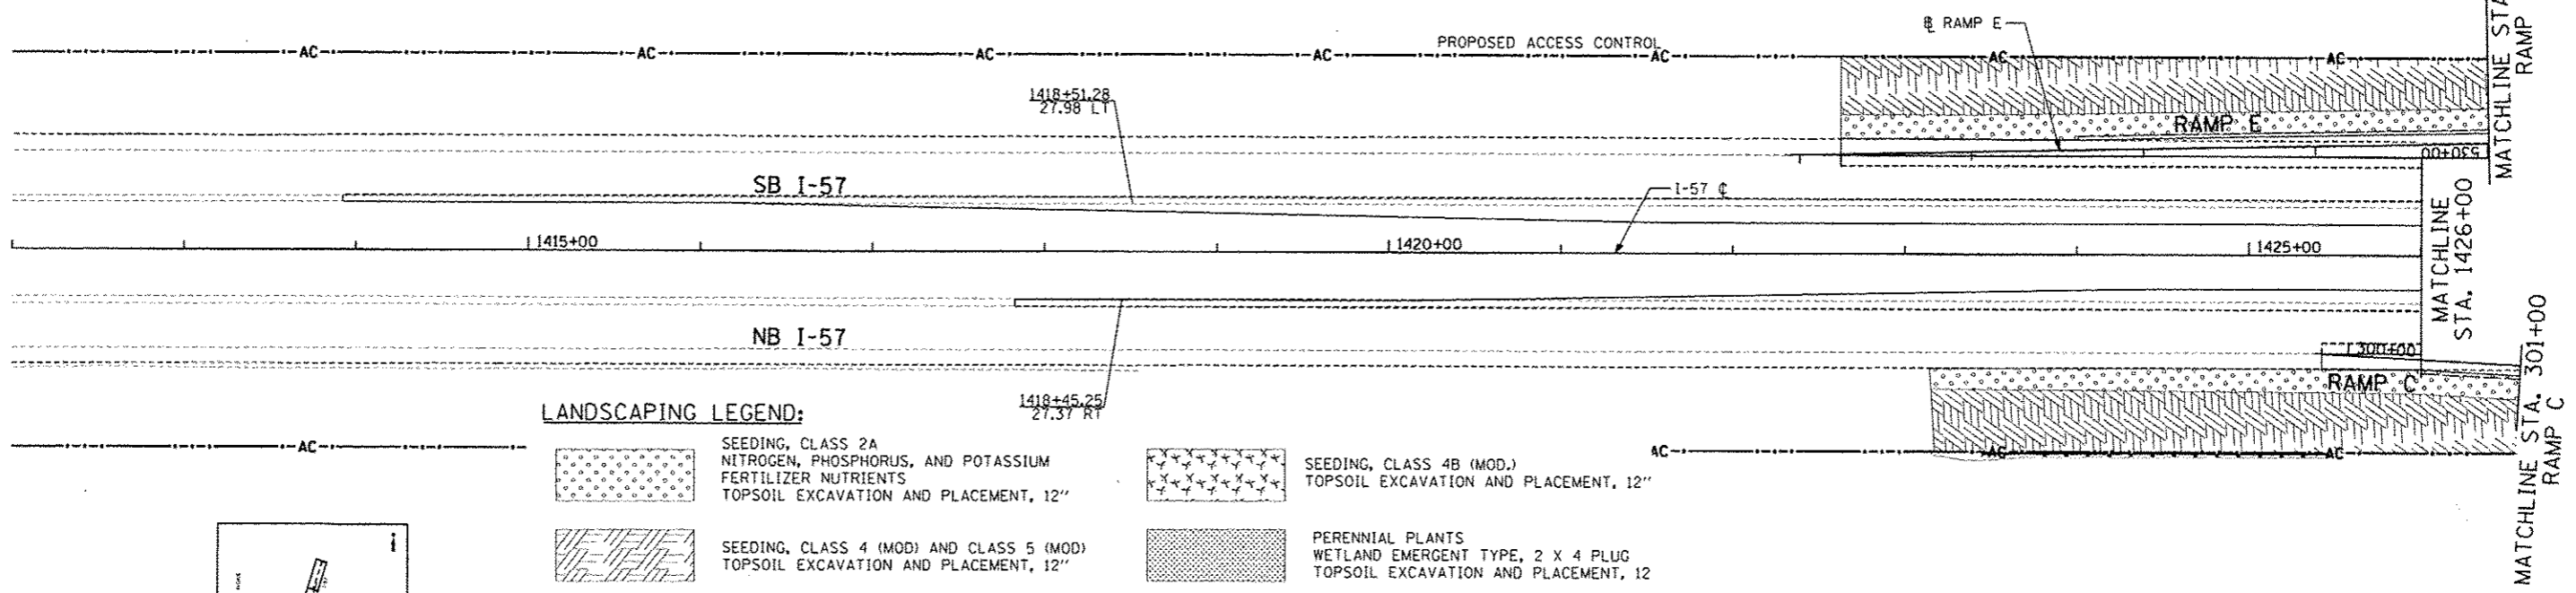 AC AC AC AC PROPOSED ACCESS CONTROL AC AC AC
℄ RAMP E
MATCHLINE STA
RAMP
1418+51.28
27.98 LT
RAMP E
530+00
SB I-57
I-57 ℄
1415+00 1420+00 1425+00
MATCHLINE
STA. 1426+00
NB I-57
300+00
RAMP C
1418+45.25
27.37 RT
MATCHLINE STA. 301+00
RAMP C
AC AC AC AC
LANDSCAPING LEGEND:
SEEDING, CLASS 2A
NITROGEN, PHOSPHORUS, AND POTASSIUM
FERTILIZER NUTRIENTS
TOPSOIL EXCAVATION AND PLACEMENT, 12"
SEEDING, CLASS 4B (MOD.)
TOPSOIL EXCAVATION AND PLACEMENT, 12"
SEEDING, CLASS 4 (MOD) AND CLASS 5 (MOD)
TOPSOIL EXCAVATION AND PLACEMENT, 12"
PERENNIAL PLANTS
WETLAND EMERGENT TYPE, 2 X 4 PLUG
TOPSOIL EXCAVATION AND PLACEMENT, 12